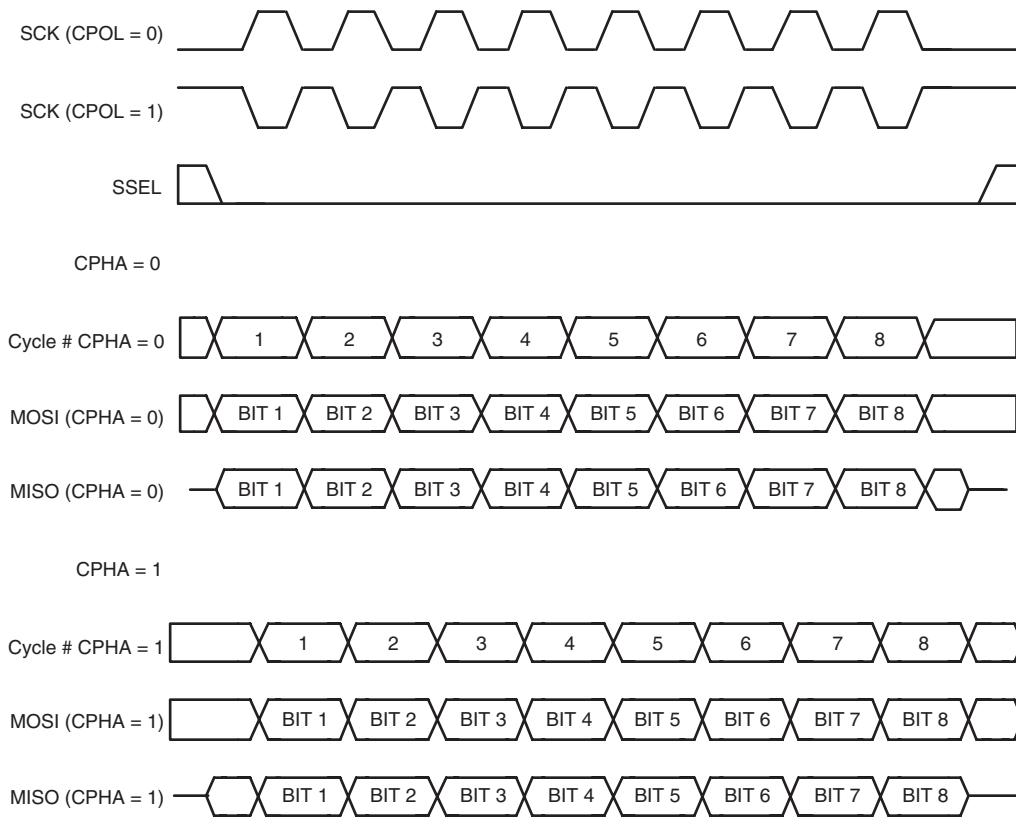 SCK (CPOL = 0)
SCK (CPOL = 1)
SSEL
CPHA = 0
Cycle # CPHA = 0 1 2 3 4 5 6 7 8
MOSI (CPHA = 0) BIT 1 BIT 2 BIT 3 BIT 4 BIT 5 BIT 6 BIT 7 BIT 8
MISO (CPHA = 0) BIT 1 BIT 2 BIT 3 BIT 4 BIT 5 BIT 6 BIT 7 BIT 8
CPHA = 1
Cycle # CPHA = 1 1 2 3 4 5 6 7 8
MOSI (CPHA = 1) BIT 1 BIT 2 BIT 3 BIT 4 BIT 5 BIT 6 BIT 7 BIT 8
MISO (CPHA = 1) BIT 1 BIT 2 BIT 3 BIT 4 BIT 5 BIT 6 BIT 7 BIT 8